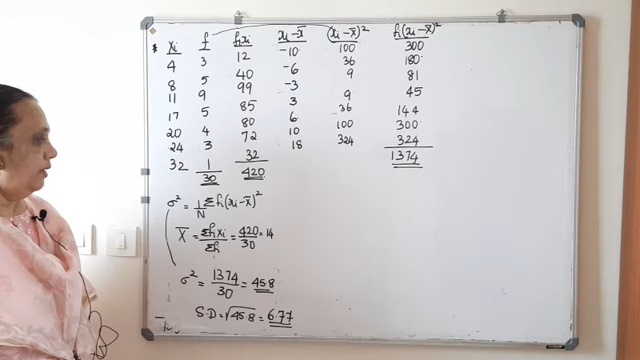 * xi f fixi xi – x̄ (xi – x̄)² fi(xi – x̄)²
4 3 12 –10 100 300
8 5 40 –6 36 180
11 9 99 –3 9 81
17 5 85 3 9 45
20 4 80 6 36 144
24 3 72 10 100 300
32 1 32 18 324 324
30 420 1374
σ² = 1/N Σfi(xi – x̄)²
X̄ = Σfixi/Σfi = 420/30 = 14
σ² = 1374/30 = 45.8
S.D = √45.8 = 6.77